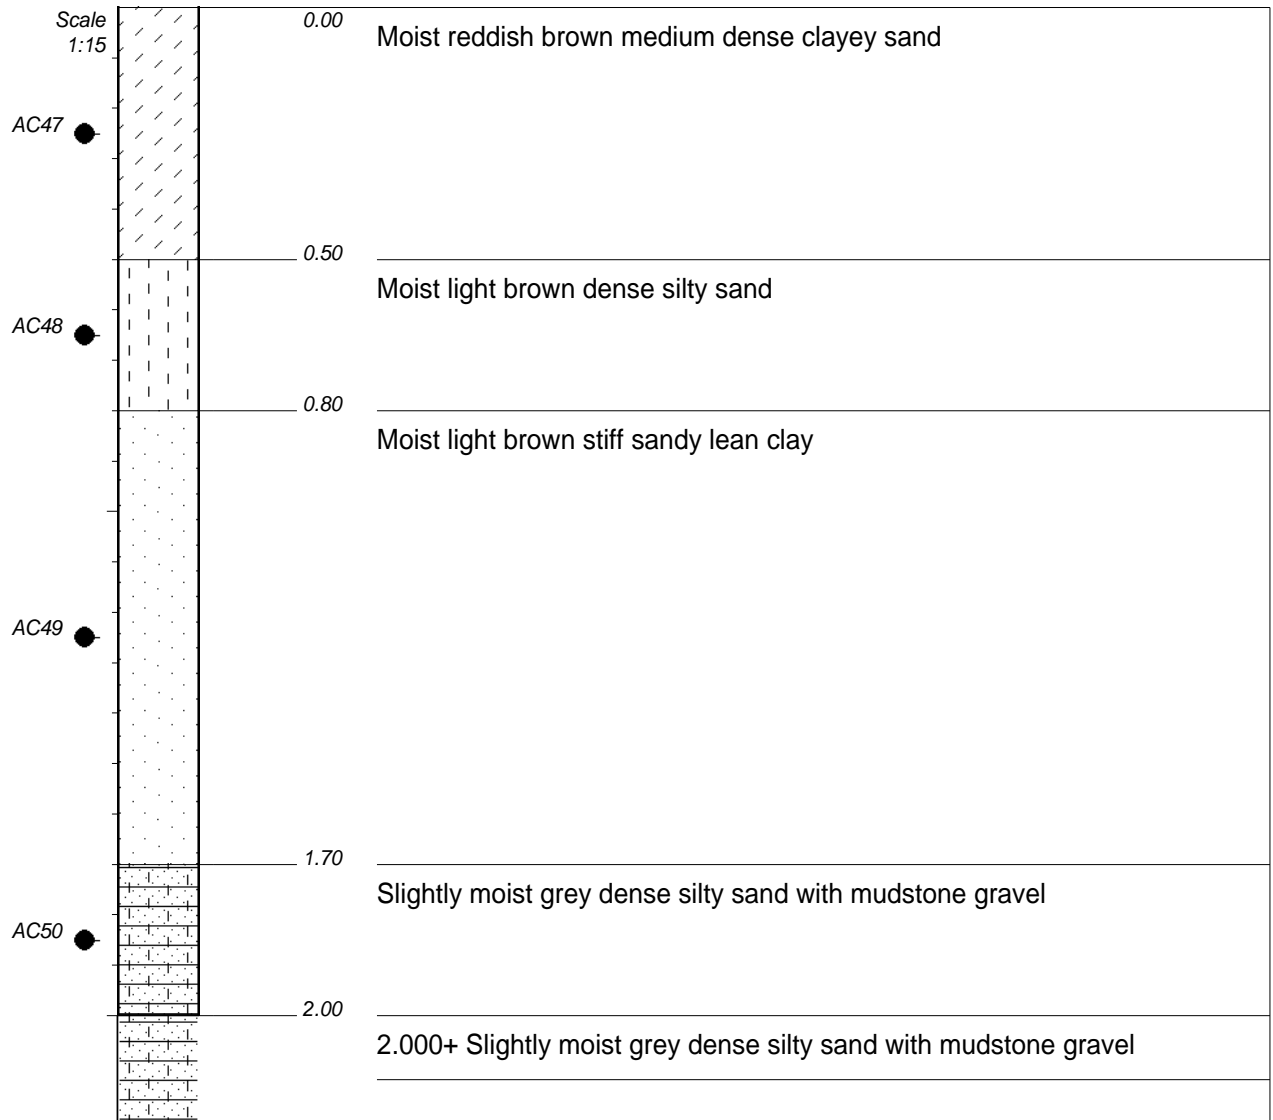 Scale
1:15
0.00
Moist reddish brown medium dense clayey sand
AC47
0.50
Moist light brown dense silty sand
AC48
0.80
Moist light brown stiff sandy lean clay
AC49
1.70
Slightly moist grey dense silty sand with mudstone gravel
AC50
2.00
2.000+ Slightly moist grey dense silty sand with mudstone gravel